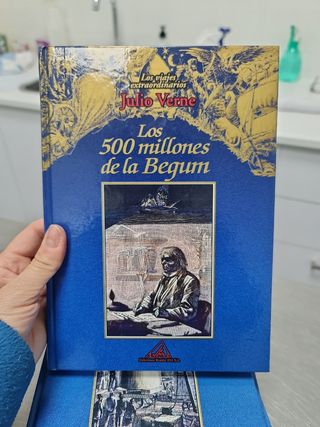 Los viajes
extraordinarios
Julio Verne
Los
500 millones
de la Begum